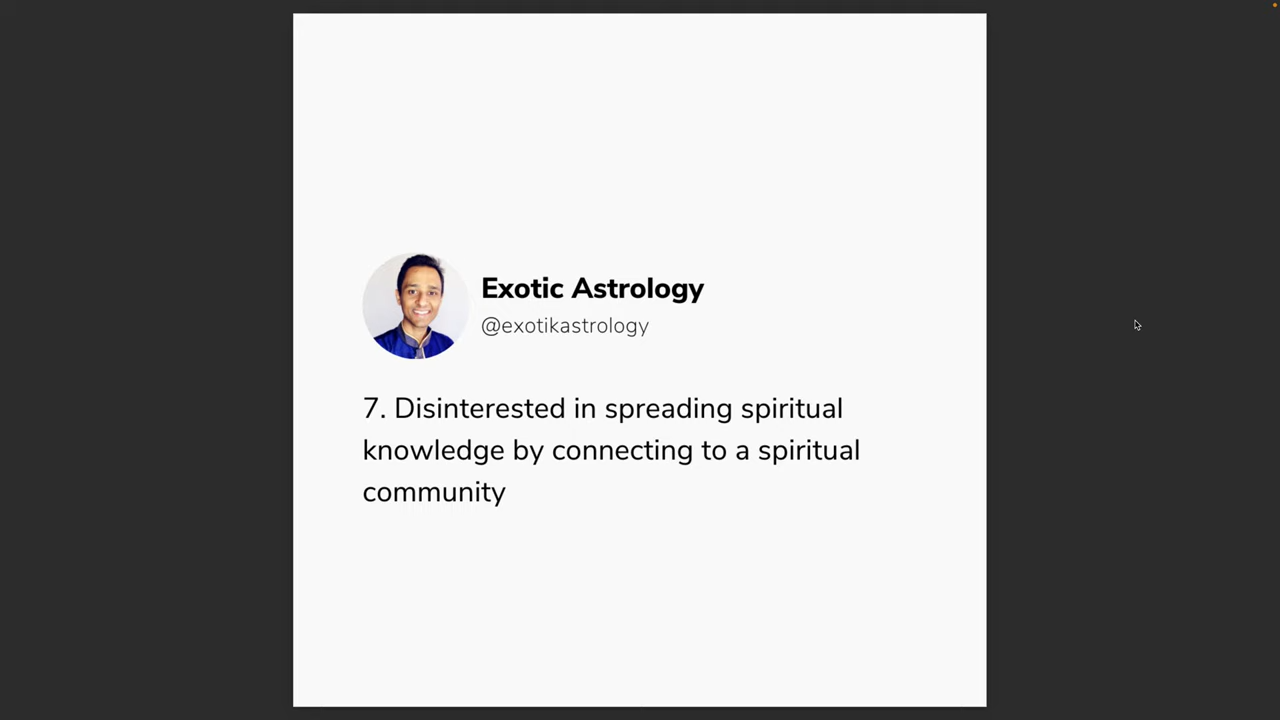 Exotic Astrology
@exotikastrology
7. Disinterested in spreading spiritual
knowledge by connecting to a spiritual
community